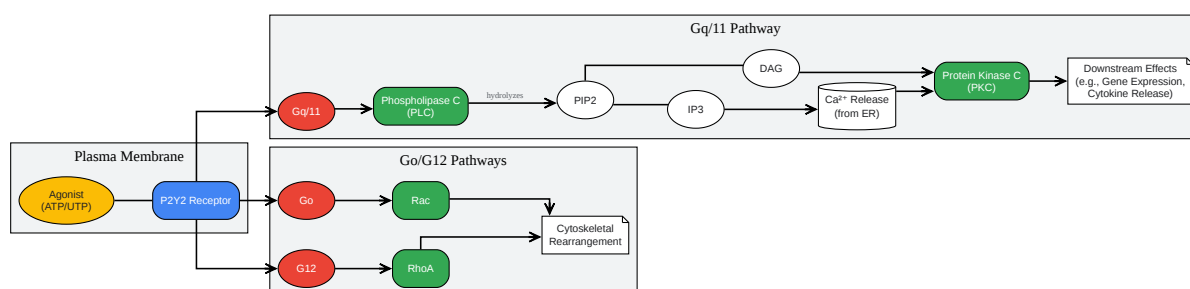 Gq/11 Pathway
DAG
Protein Kinase C
(PKC)
Downstream Effects
(e.g., Gene Expression,
Cytokine Release)
Gq/11
Phospholipase C
(PLC)
hydrolyzes
PIP2
IP3
Ca²⁺ Release
(from ER)
Plasma Membrane
Agonist
(ATP/UTP)
P2Y2 Receptor
Go/G12 Pathways
Go
Rac
Cytoskeletal
Rearrangement
G12
RhoA